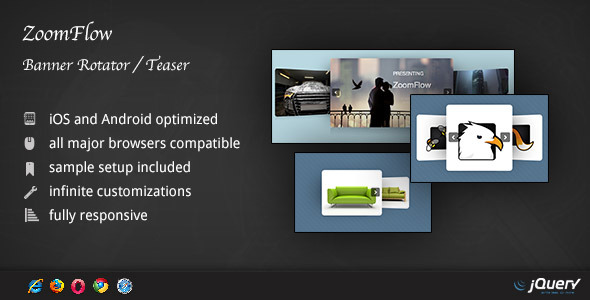 ZoomFlow
Banner Rotator / Teaser
iOS and Android optimized
all major browsers compatible
sample setup included
infinite customizations
fully responsive
PRESENTING
ZoomFlow
jQuery